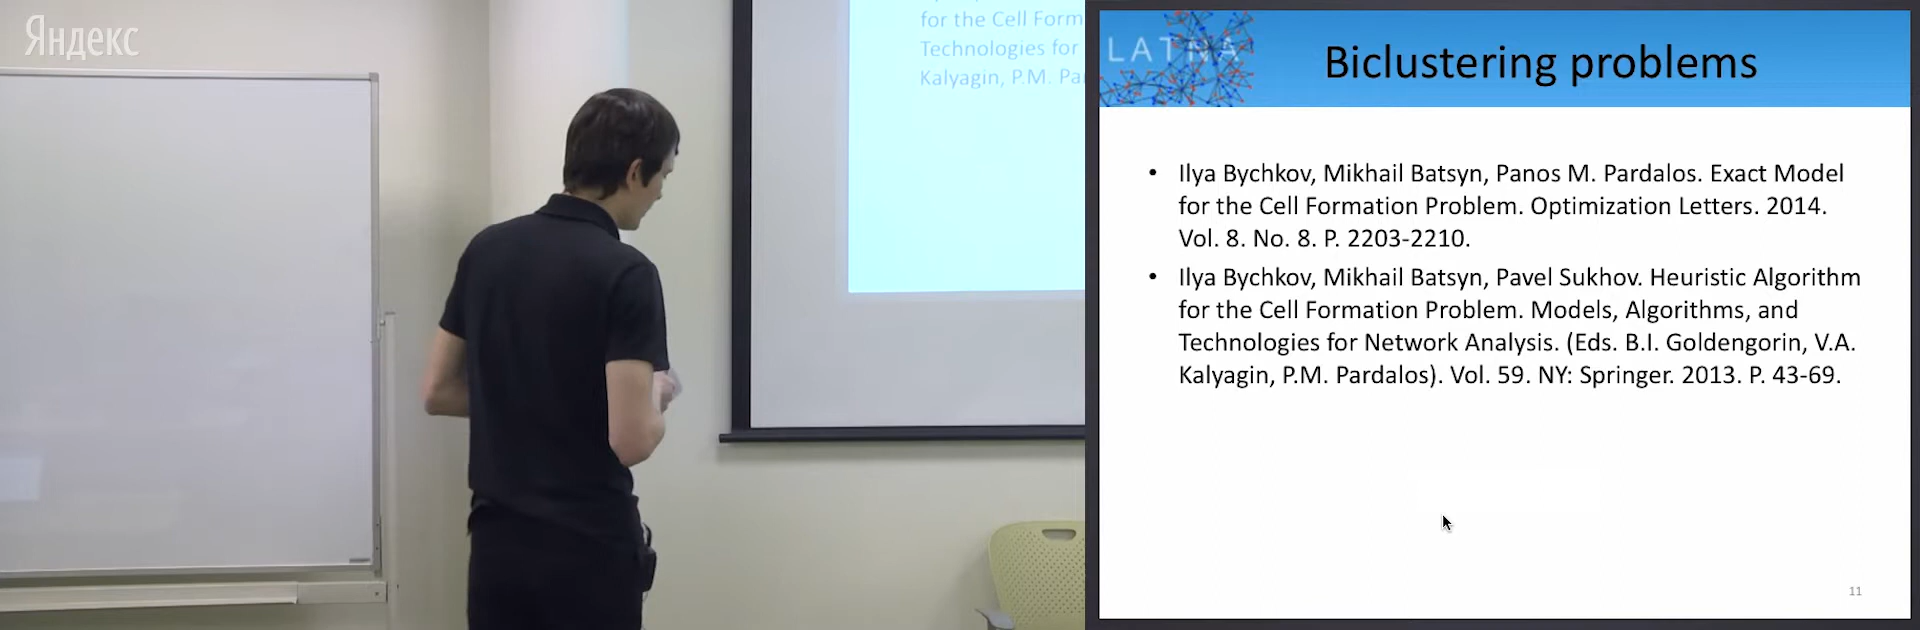 Яндекс
for the Cell Form
Technologies for
Kalyagin, P.M. Pa
LATNA
Biclustering problems
• Ilya Bychkov, Mikhail Batsyn, Panos M. Pardalos. Exact Model
for the Cell Formation Problem. Optimization Letters. 2014.
Vol. 8. No. 8. P. 2203-2210.
• Ilya Bychkov, Mikhail Batsyn, Pavel Sukhov. Heuristic Algorithm
for the Cell Formation Problem. Models, Algorithms, and
Technologies for Network Analysis. (Eds. B.I. Goldengorin, V.A.
Kalyagin, P.M. Pardalos). Vol. 59. NY: Springer. 2013. P. 43-69.
11